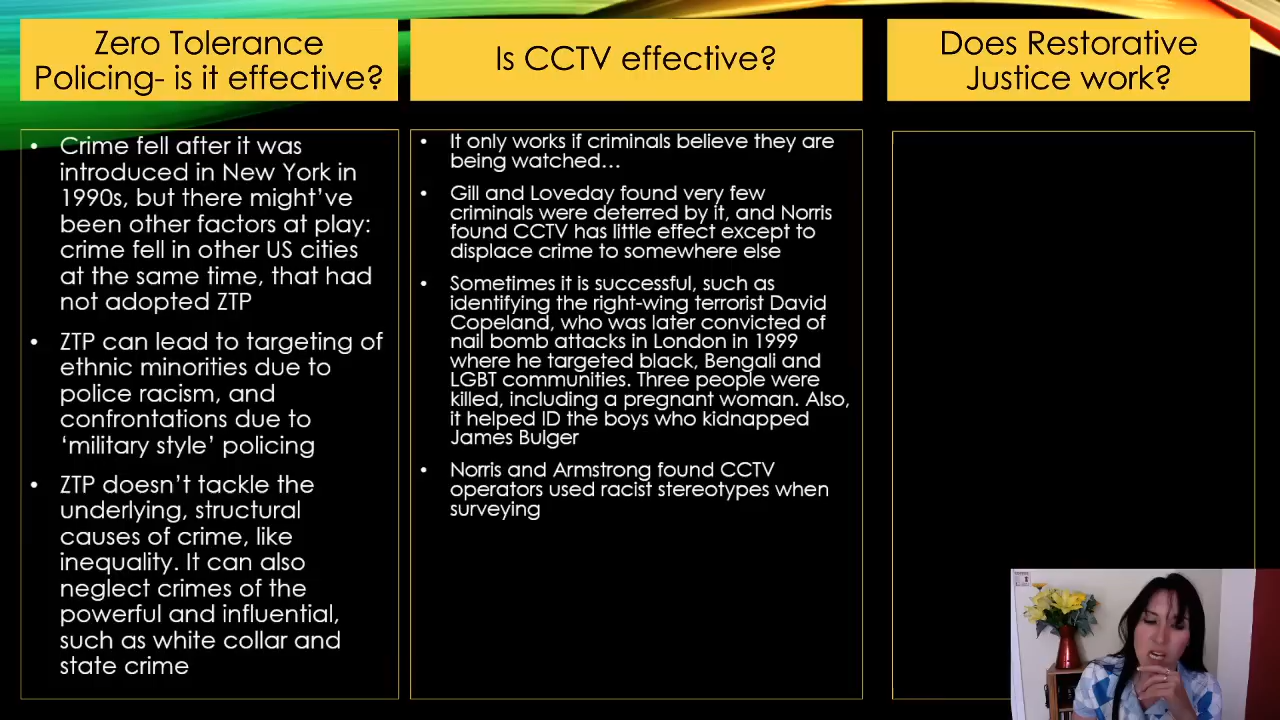 Zero Tolerance
Policing- is it effective?
• Crime fell after it was
introduced in New York in
1990s, but there might've
been other factors at play:
crime fell in other US cities
at the same time, that had
not adopted ZTP
• ZTP can lead to targeting of
ethnic minorities due to
police racism, and
confrontations due to
‘military style’ policing
• ZTP doesn't tackle the
underlying, structural
causes of crime, like
inequality. It can also
neglect crimes of the
powerful and influential,
such as white collar and
state crime
Is CCTV effective?
• It only works if criminals believe they are
being watched…
• Gill and Loveday found very few
criminals were deterred by it, and Norris
found CCTV has little effect except to
displace crime to somewhere else
• Sometimes it is successful, such as
identifying the right-wing terrorist David
Copeland, who was later convicted of
nail bomb attacks in London in 1999
where he targeted black, Bengali and
LGBT communities. Three people were
killed, including a pregnant woman. Also,
it helped ID the boys who kidnapped
James Bulger
• Norris and Armstrong found CCTV
operators used racist stereotypes when
surveying
Does Restorative
Justice work?